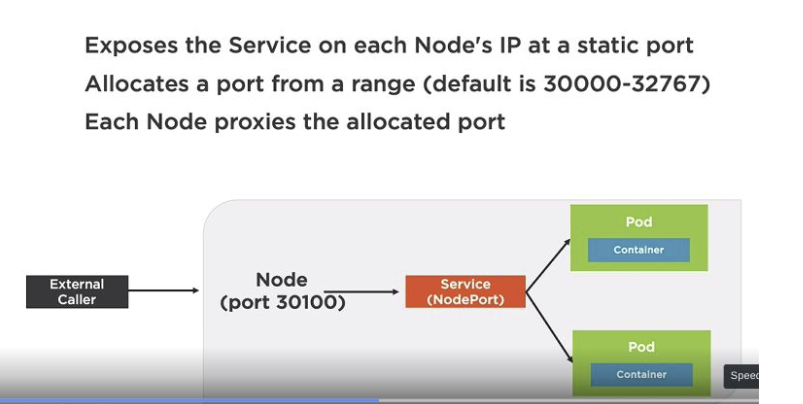 Exposes the Service on each Node's IP at a static port
Allocates a port from a range (default is 30000-32767)
Each Node proxies the allocated port
Pod
Container
External
Caller
Node
(port 30100)
Service
(NodePort)
Pod
Container
Speed